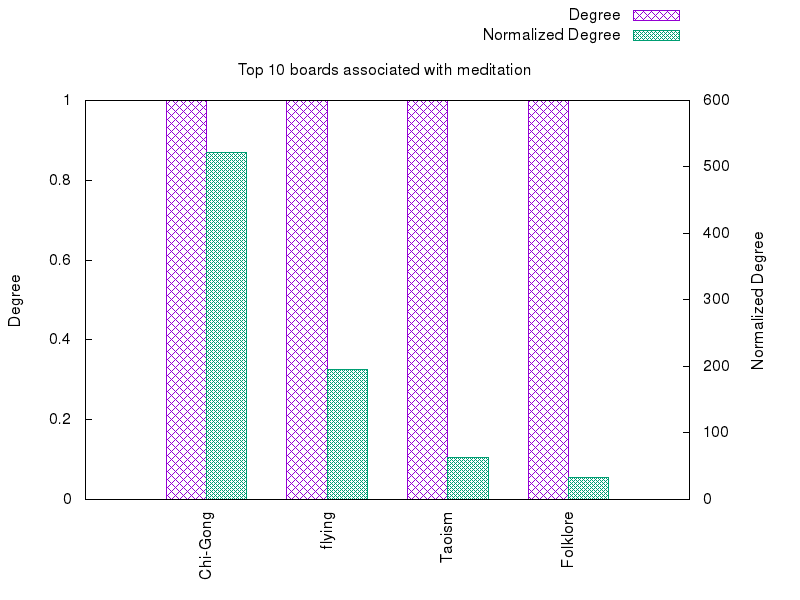 Degree
Normalized Degree
Top 10 boards associated with meditation
1
0.8
0.6
0.4
0.2
0
Degree
600
500
400
300
200
100
0
Normalized Degree
Chi-Gong
flying
Taoism
Folklore